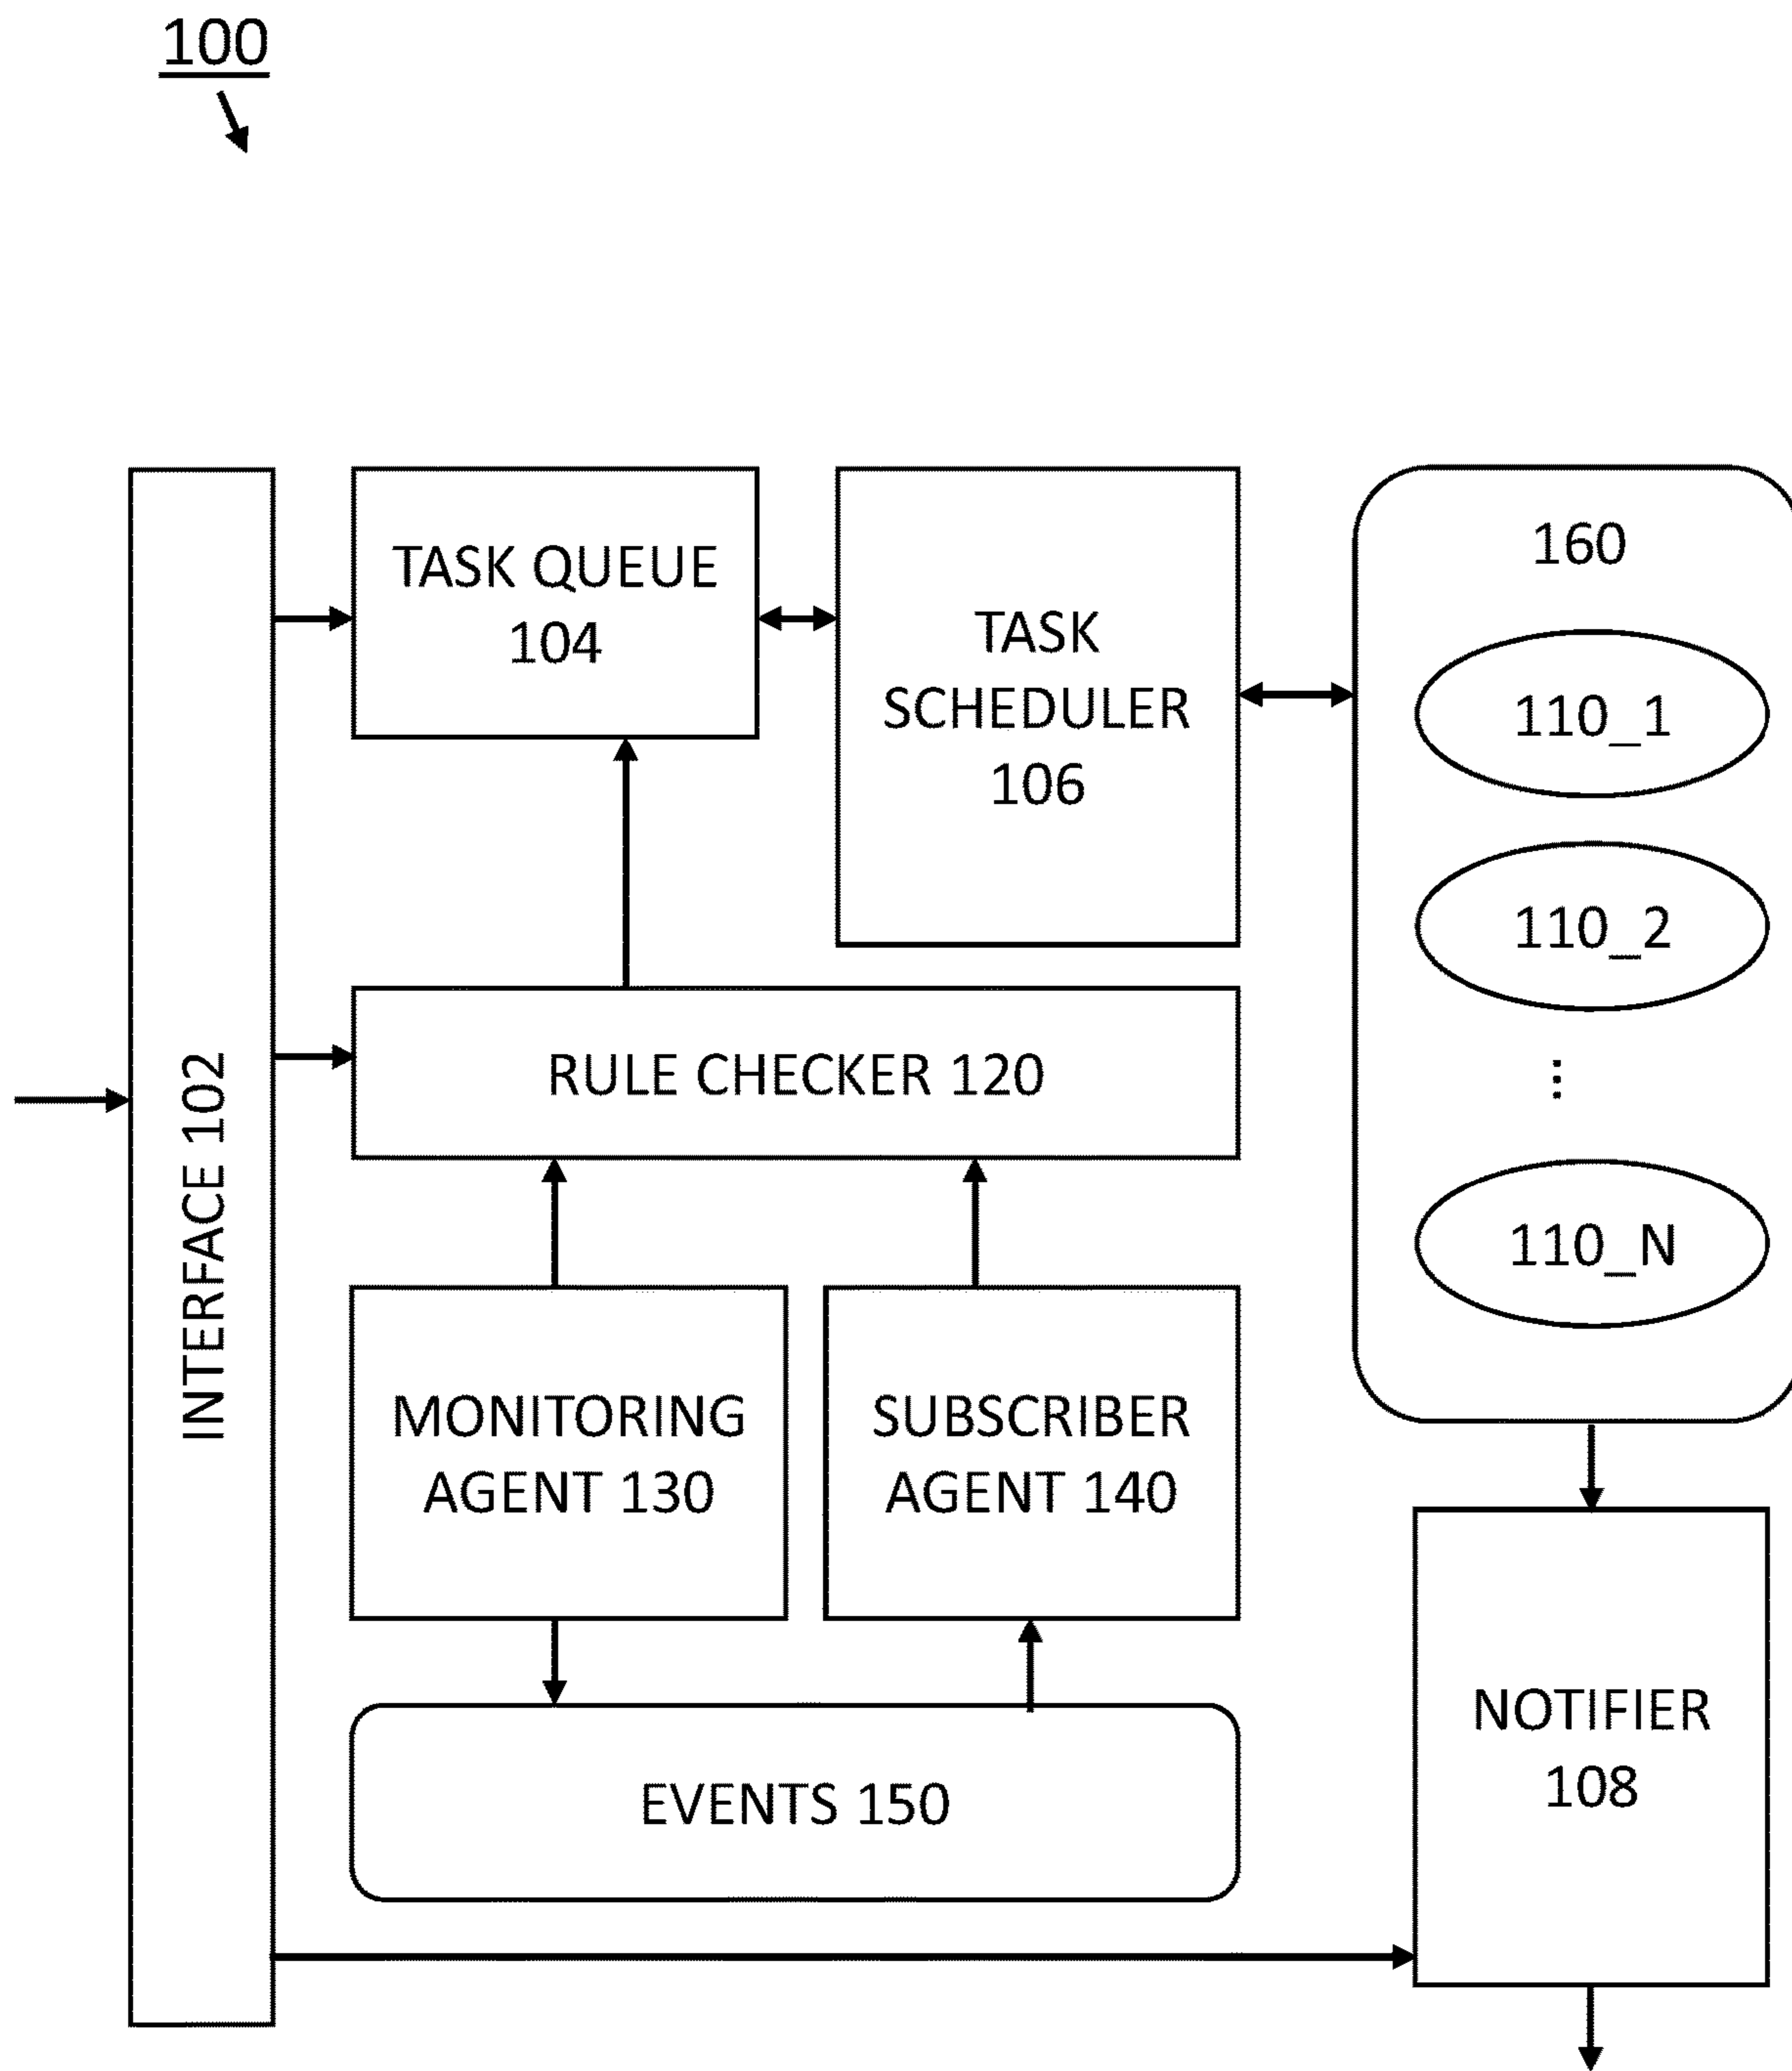 100
INTERFACE 102
TASK QUEUE
104
TASK
SCHEDULER
106
160
110_1
110_2
...
110_N
RULE CHECKER 120
MONITORING
AGENT 130
SUBSCRIBER
AGENT 140
EVENTS 150
NOTIFIER
108